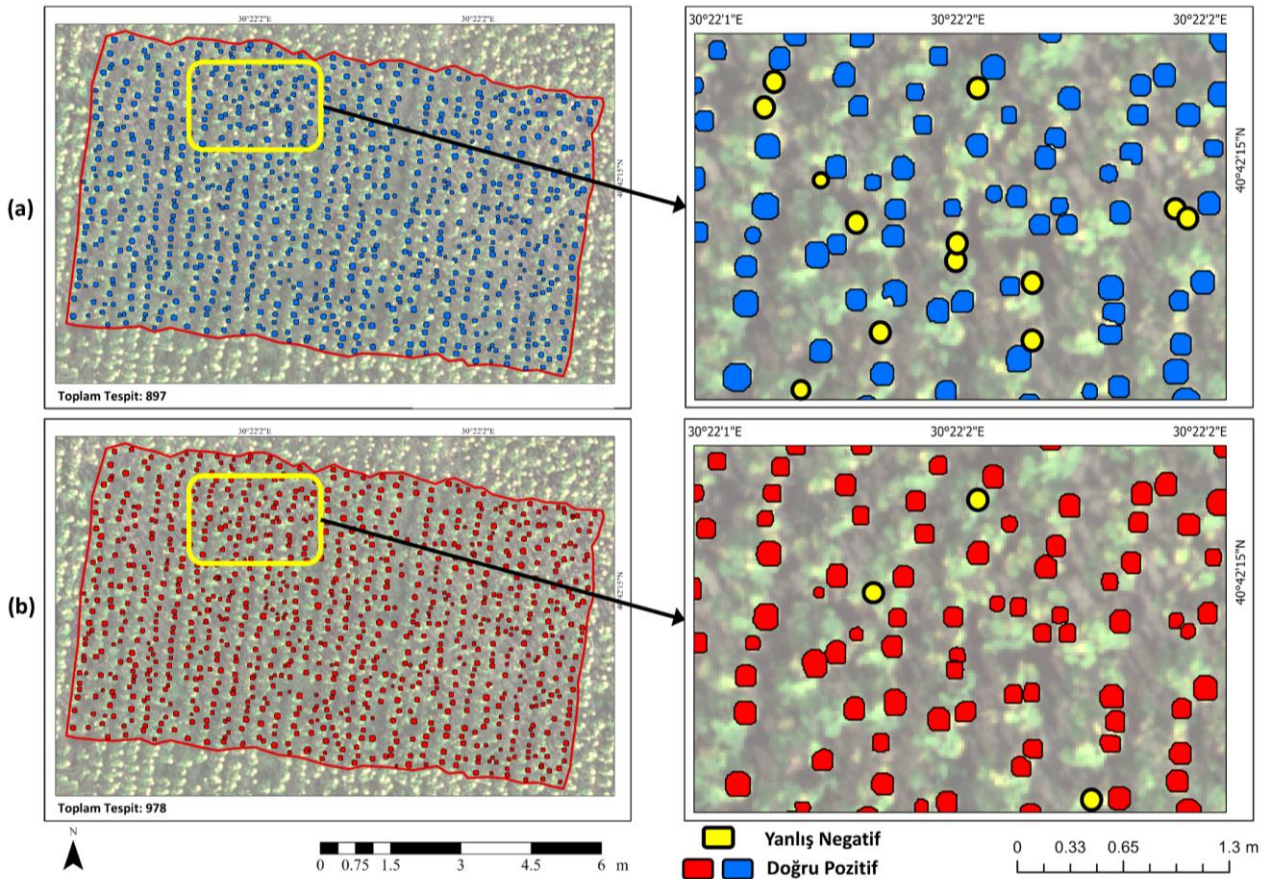 30°22'2"E 30°22'2"E
30°22'1"E 30°22'2"E 30°22'2"E
(a)
40°42'15"N
40°42'15"N
Toplam Tespit: 897
30°22'2"E 30°22'2"E
30°22'1"E 30°22'2"E 30°22'2"E
(b)
40°42'15"N
40°42'15"N
Toplam Tespit: 978
N
0 0.75 1.5 3 4.5 6 m
Yanlış Negatif
Doğru Pozitif
0 0.33 0.65 1.3 m